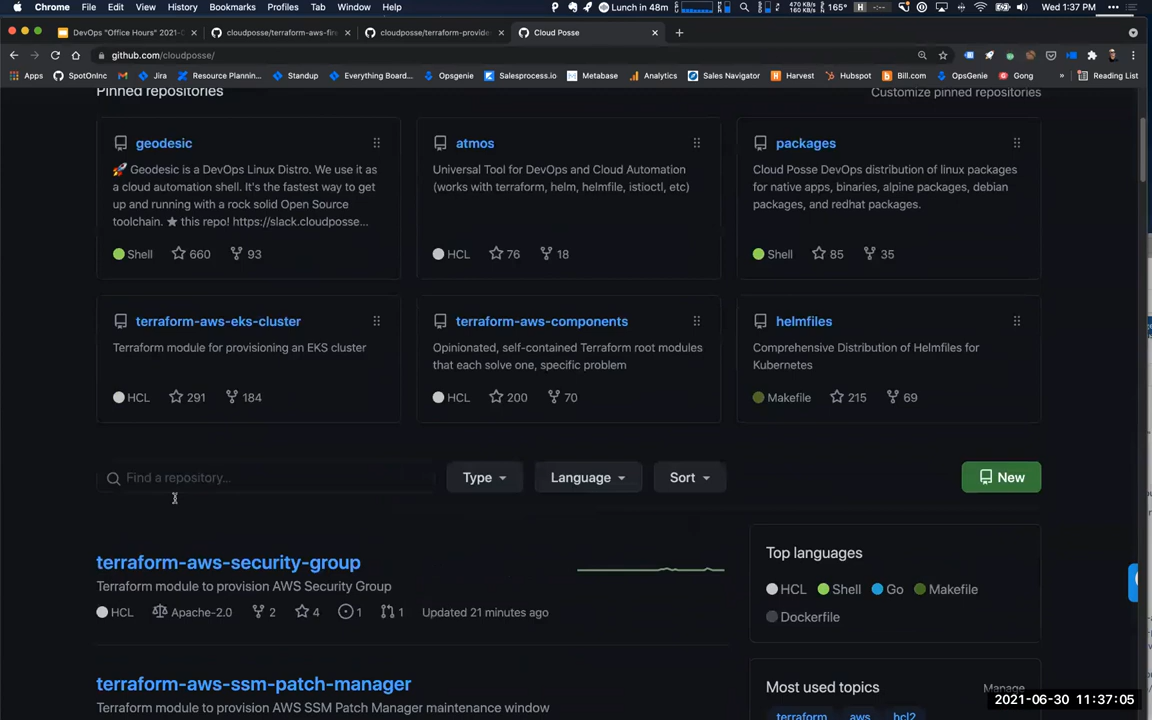 Chrome File Edit View History Bookmarks Profiles Tab Window Help
Lunch in 48m
470 KB/s
160 KB/s
165°
Wed 1:37 PM
DevOps "Office Hours" 2021-
cloudposse/terraform-aws-fire
cloudposse/terraform-provide
Cloud Posse
github.com/cloudposse/
Apps SpotOnInc Jira Resource Plannin... Standup Everything Board... Opsgenie Salesprocess.io Metabase Analytics Sales Navigator Harvest Hubspot Bill.com OpsGenie Gong » Reading List
Pinned repositories
Customize pinned repositories
geodesic
🚀 Geodesic is a DevOps Linux Distro. We use it as
a cloud automation shell. It's the fastest way to get
up and running with a rock solid Open Source
toolchain. ★ this repo! https://slack.cloudposse...
Shell 660 93
atmos
Universal Tool for DevOps and Cloud Automation
(works with terraform, helm, helmfile, istioctl, etc)
HCL 76 18
packages
Cloud Posse DevOps distribution of linux packages
for native apps, binaries, alpine packages, debian
packages, and redhat packages.
Shell 85 35
terraform-aws-eks-cluster
Terraform module for provisioning an EKS cluster
HCL 291 184
terraform-aws-components
Opinionated, self-contained Terraform root modules
that each solve one, specific problem
HCL 200 70
helmfiles
Comprehensive Distribution of Helmfiles for
Kubernetes
Makefile 215 69
Find a repository...
Type
Language
Sort
New
terraform-aws-security-group
Terraform module to provision AWS Security Group
HCL Apache-2.0 2 4 1 1 Updated 21 minutes ago
terraform-aws-ssm-patch-manager
Terraform module to provision AWS SSM Patch Manager maintenance window
Top languages
HCL Shell Go Makefile
Dockerfile
Most used topics
Manage
terraform aws hcl2
2021-06-30 11:37:05